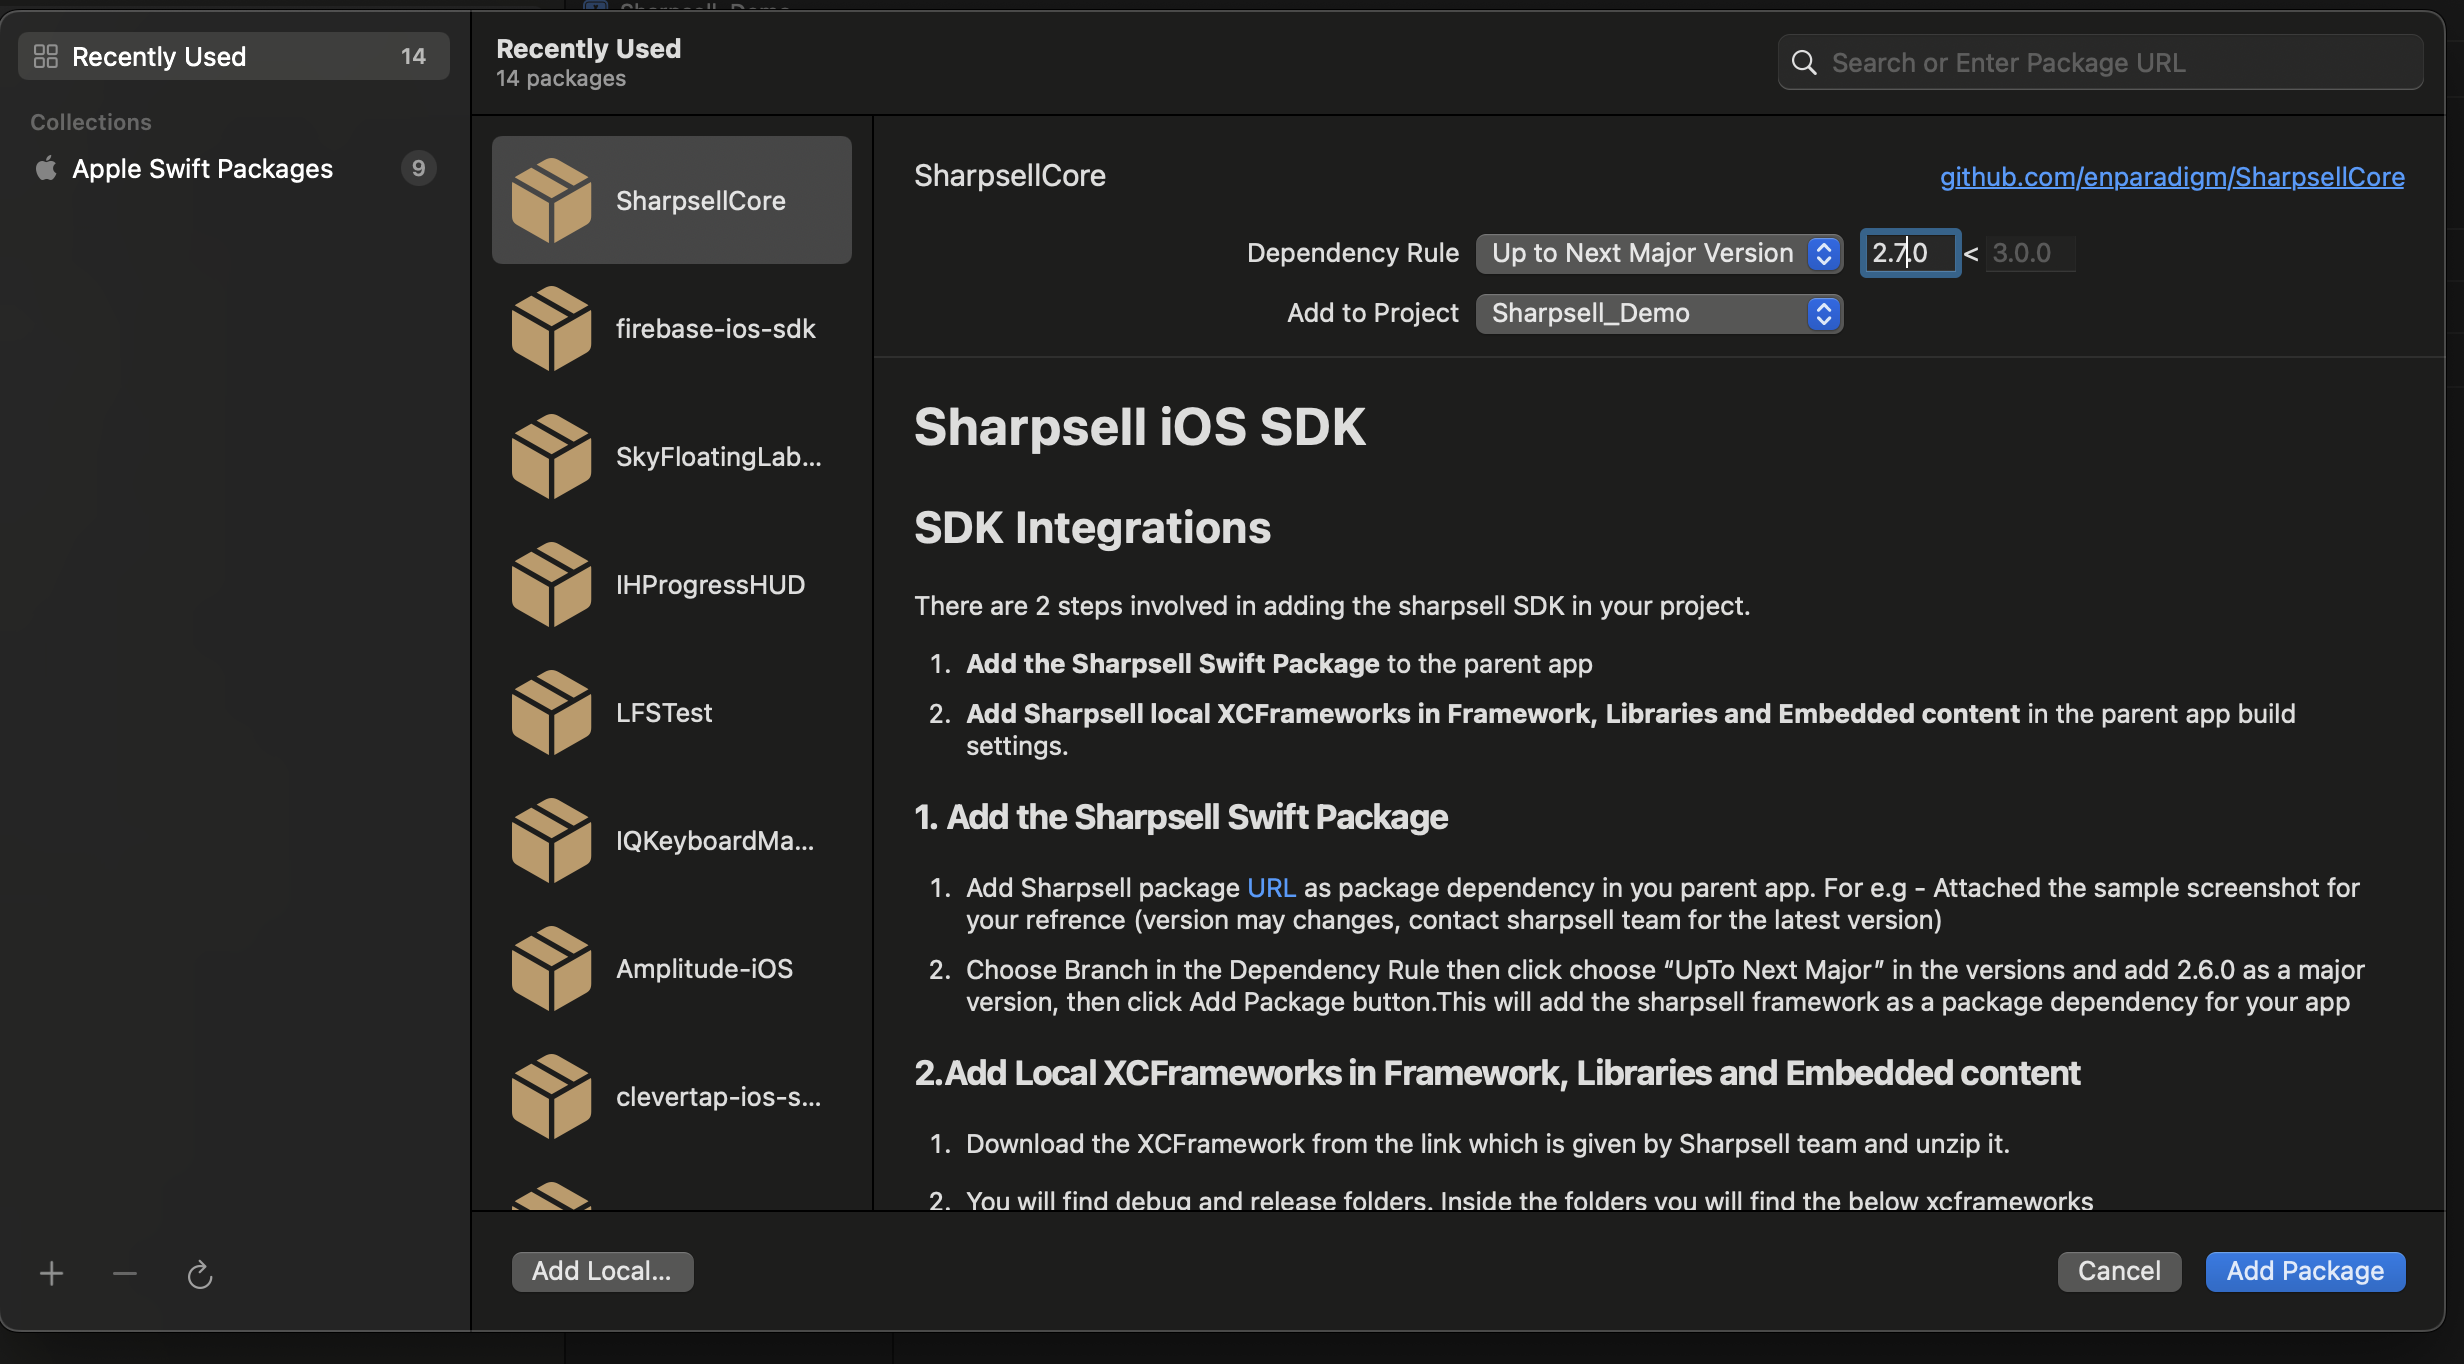 Recently Used 14
Collections
Apple Swift Packages 9
Recently Used
14 packages
Search or Enter Package URL
SharpsellCore
firebase-ios-sdk
SkyFloatingLab...
IHProgressHUD
LFSTest
IQKeyboardMa...
Amplitude-iOS
clevertap-ios-s...
SharpsellCore
github.com/enparadigm/SharpsellCore
Dependency Rule Up to Next Major Version 2.7.0 < 3.0.0
Add to Project Sharpsell_Demo
Sharpsell iOS SDK
SDK Integrations
There are 2 steps involved in adding the sharpsell SDK in your project.
1. Add the Sharpsell Swift Package to the parent app
2. Add Sharpsell local XCFrameworks in Framework, Libraries and Embedded content in the parent app build
settings.
1. Add the Sharpsell Swift Package
1. Add Sharpsell package URL as package dependency in you parent app. For e.g - Attached the sample screenshot for
your refrence (version may changes, contact sharpsell team for the latest version)
2. Choose Branch in the Dependency Rule then click choose “UpTo Next Major” in the versions and add 2.6.0 as a major
version, then click Add Package button.This will add the sharpsell framework as a package dependency for your app
2.Add Local XCFrameworks in Framework, Libraries and Embedded content
1. Download the XCFramework from the link which is given by Sharpsell team and unzip it.
2. You will find debug and release folders. Inside the folders you will find the below xcframeworks
Add Local...
Cancel
Add Package